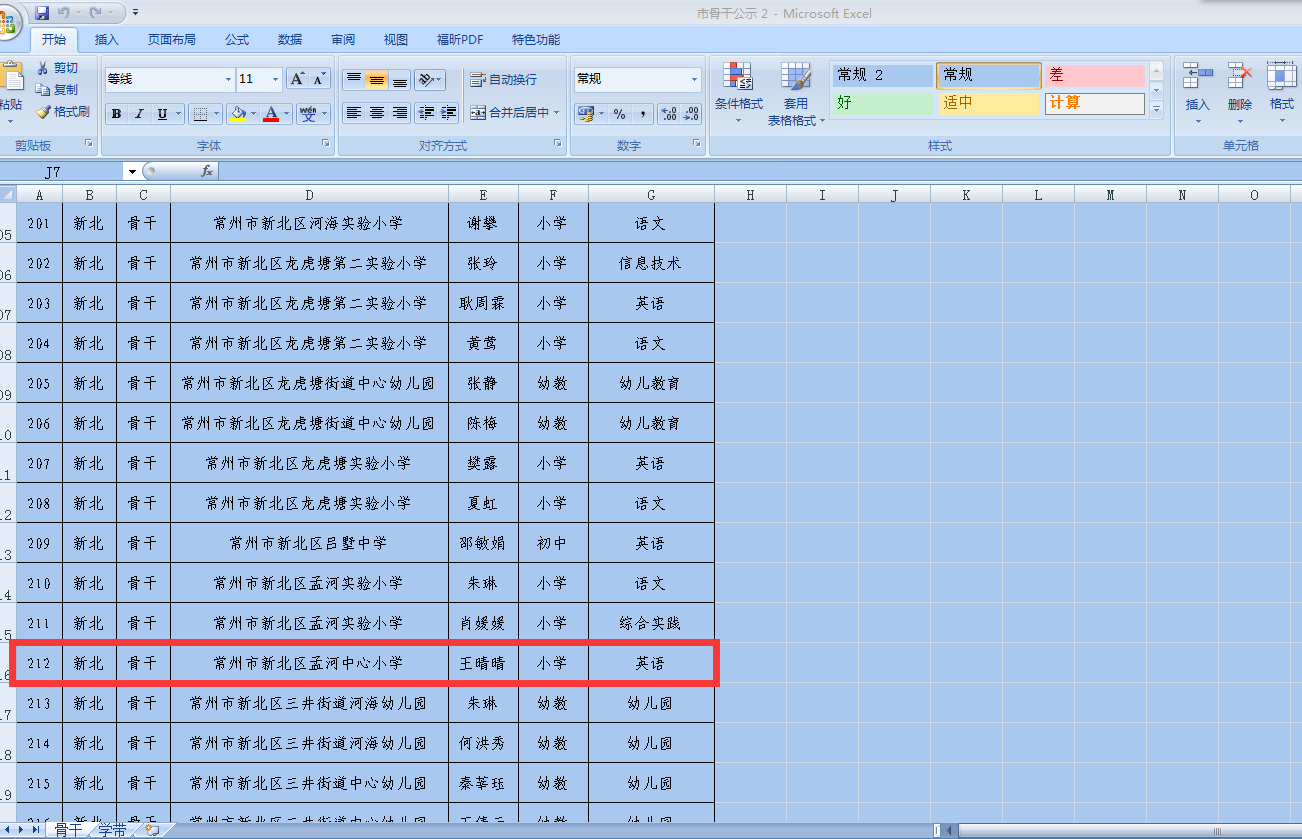 市骨干公示 2 - Microsoft Excel
开始 插入 页面布局 公式 数据 审阅 视图 福昕PDF 特色功能
剪切 等线 11 A A 自动换行 常规 常规 2 常规 差
复制
粘贴 格式刷 B I U A wén 变 合并后居中 % , 条件格式 套用 表格格式 好 适中 计算 插入 删除 格式
剪贴板 字体 对齐方式 数字 样式 单元格
J7 fx
A B C D E F G H I J K L M N O
05 201 新北 骨干 常州市新北区河海实验小学 谢攀 小学 语文
06 202 新北 骨干 常州市新北区龙虎塘第二实验小学 张玲 小学 信息技术
07 203 新北 骨干 常州市新北区龙虎塘第二实验小学 耿周霖 小学 英语
08 204 新北 骨干 常州市新北区龙虎塘第二实验小学 黄莺 小学 语文
09 205 新北 骨干 常州市新北区龙虎塘街道中心幼儿园 张静 幼教 幼儿教育
10 206 新北 骨干 常州市新北区龙虎塘街道中心幼儿园 陈梅 幼教 幼儿教育
11 207 新北 骨干 常州市新北区龙虎塘实验小学 樊露 小学 英语
12 208 新北 骨干 常州市新北区龙虎塘实验小学 夏虹 小学 语文
13 209 新北 骨干 常州市新北区吕墅中学 邵敏娟 初中 英语
14 210 新北 骨干 常州市新北区孟河实验小学 朱琳 小学 语文
15 211 新北 骨干 常州市新北区孟河实验小学 肖媛媛 小学 综合实践
16 212 新北 骨干 常州市新北区孟河中心小学 王晴晴 小学 英语
17 213 新北 骨干 常州市新北区三井街道河海幼儿园 朱琳 幼教 幼儿园
18 214 新北 骨干 常州市新北区三井街道河海幼儿园 何洪秀 幼教 幼儿园
19 215 新北 骨干 常州市新北区三井街道中心幼儿园 秦莘珏 幼教 幼儿园
骨干 学带